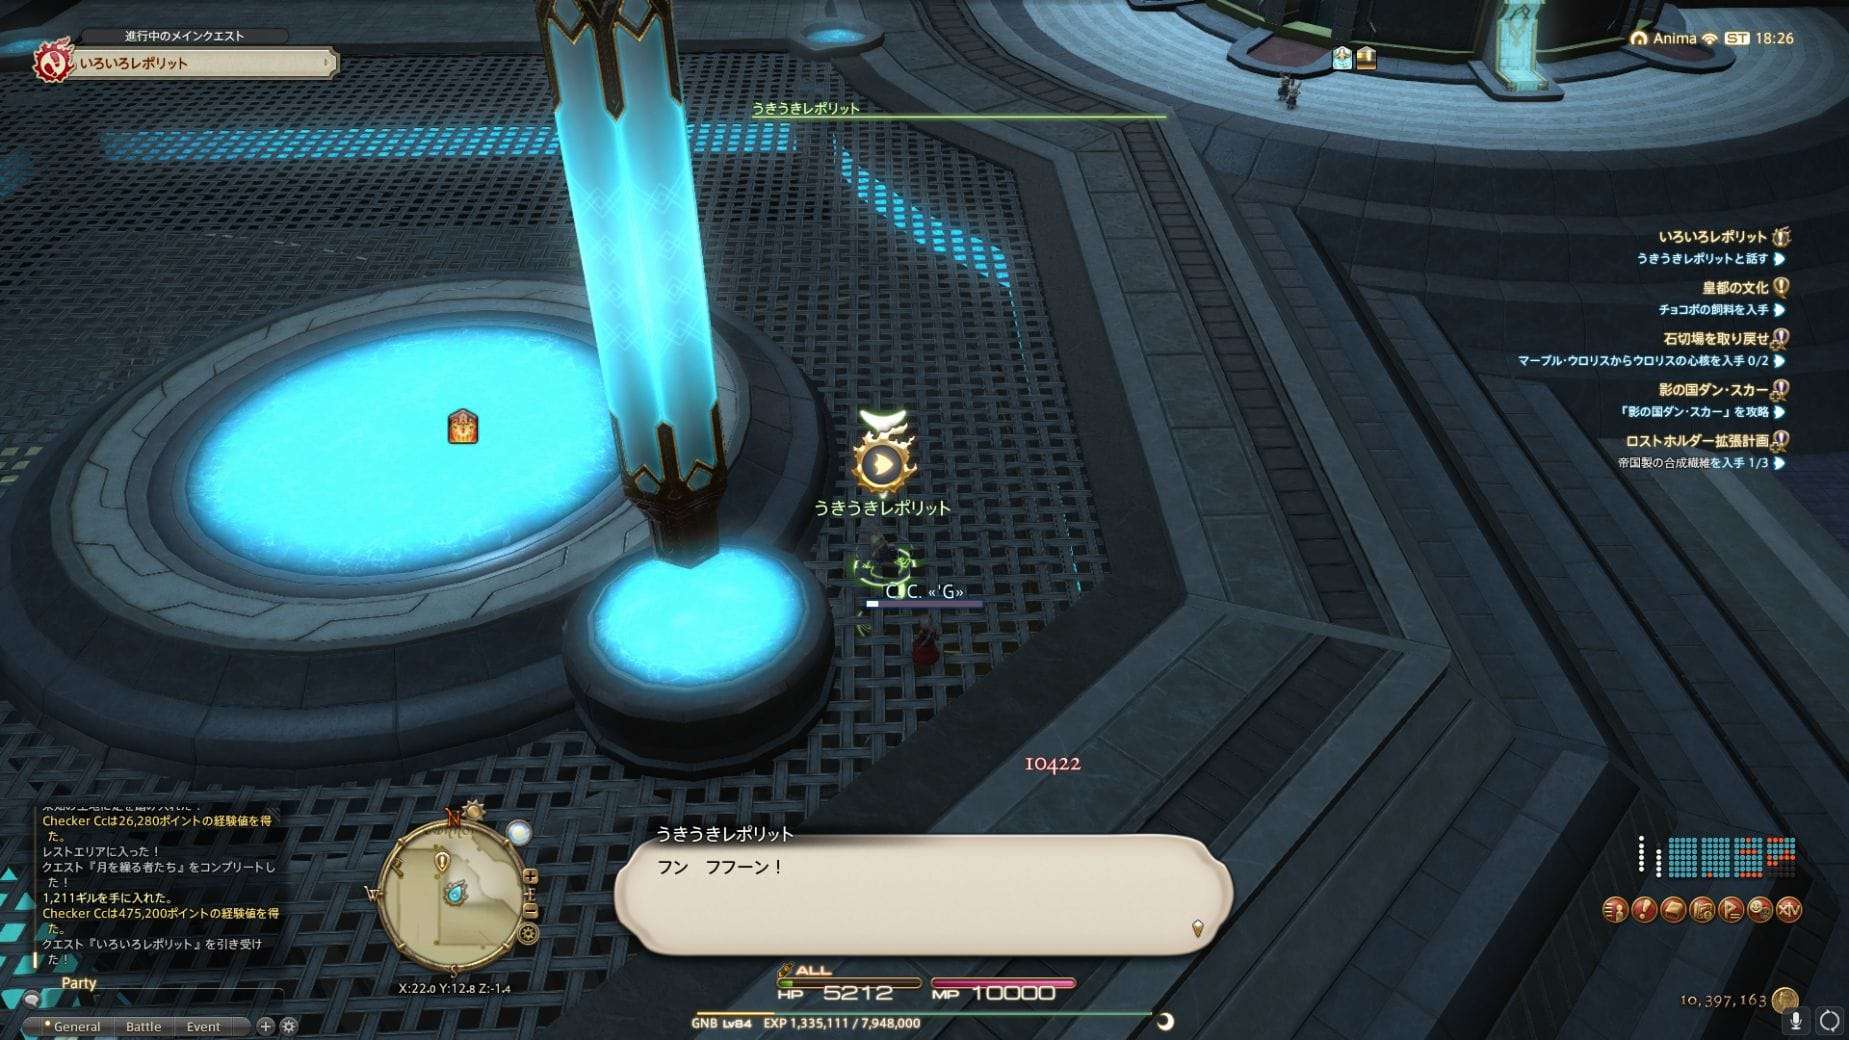 進行中のメインクエスト
いろいろレポリット
Anima ST 18:26
うきうきレポリット
いろいろレポリット
うきうきレポリットと話す
皇都の文化
チョコボの飼料を入手
石切場を取り戻せ
マーブル・ウロリスからウロリスの心核を入手 0/2
影の国ダン・スカー
「影の国ダン・スカー」を攻略
ロストホルダー拡張計画
帝国製の合成繊維を入手 1/3
うきうきレポリット
C. C. «'G»
10422
Checker Ccは26,280ポイントの経験値を得
た。
レストエリアに入った！
クエスト『月を繰る者たち』をコンプリートし
た！
1,211ギルを手に入れた。
Checker Ccは475,200ポイントの経験値を得
た。
クエスト『いろいろレポリット』を引き受け
た！
Party
General Battle Event
N
W
E
S
X:22.0 Y:12.8 Z:-1.4
うきうきレポリット
フン　フフーン！
ALL
HP 5212 MP 10000
GNB Lv84 EXP 1,335,111 / 7,948,000
XIV
10,397,163